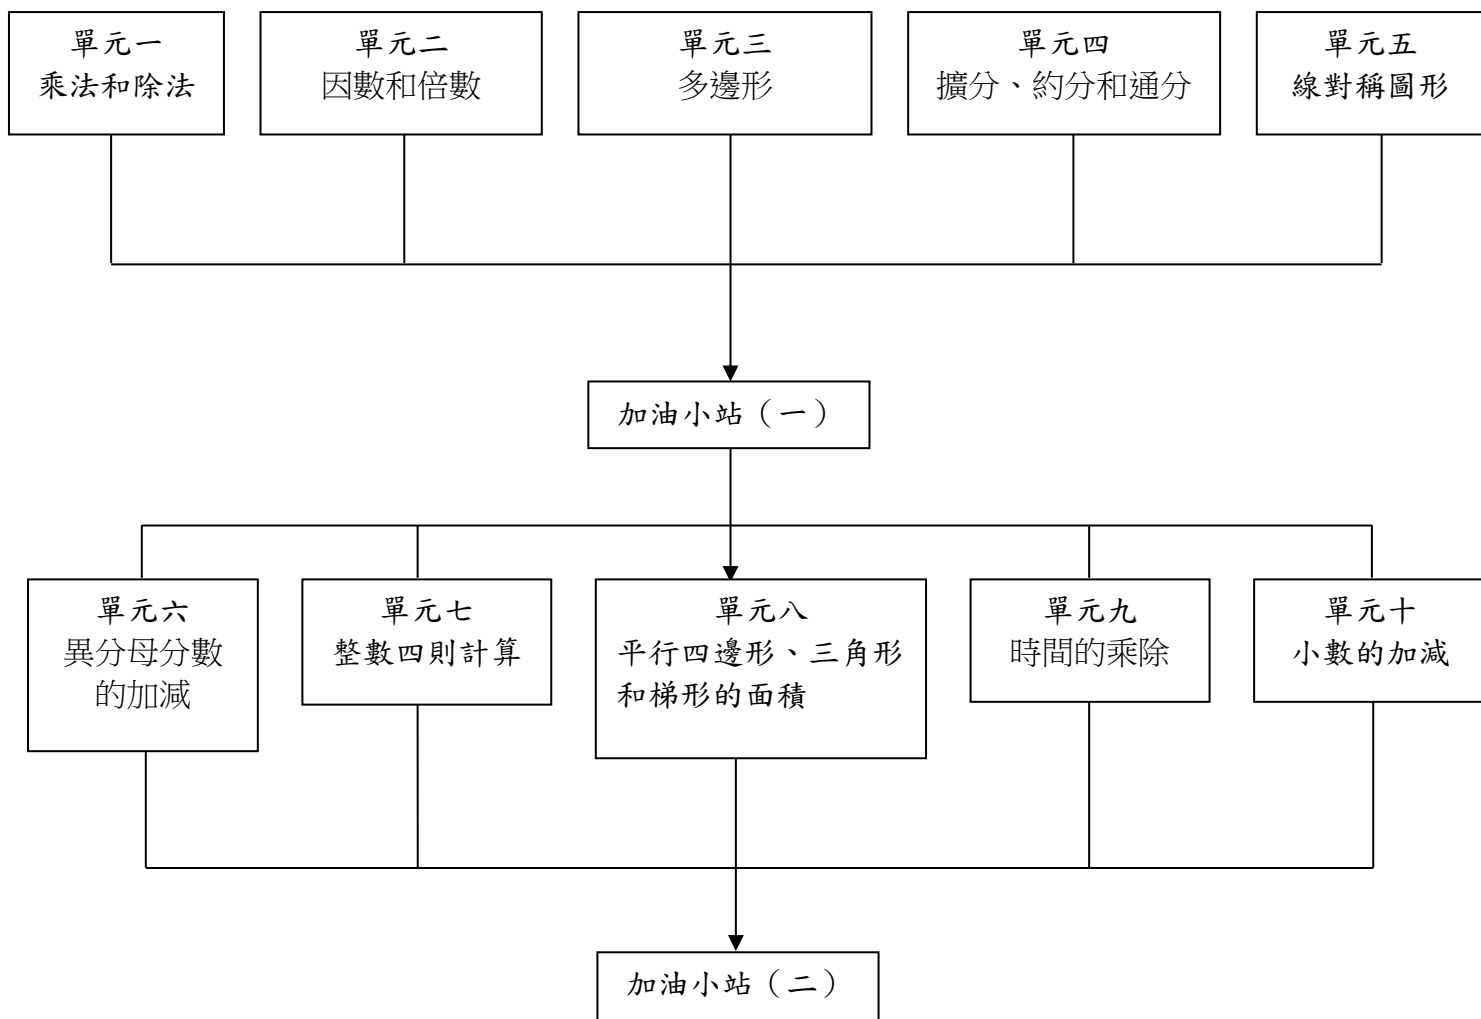 單元一
乘法和除法
單元二
因數和倍數
單元三
多邊形
單元四
擴分、約分和通分
單元五
線對稱圖形
加油小站（一）
單元六
異分母分數
的加減
單元七
整數四則計算
單元八
平行四邊形、三角形
和梯形的面積
單元九
時間的乘除
單元十
小數的加減
加油小站（二）